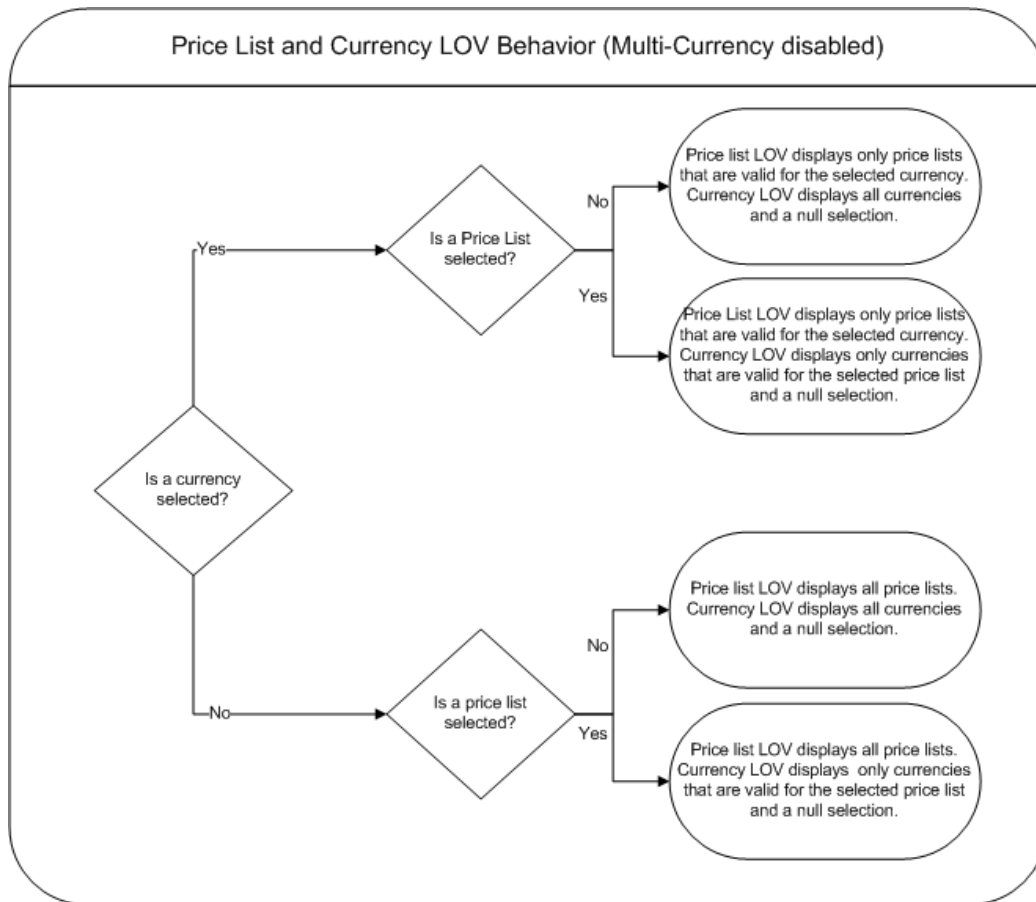 Price List and Currency LOV Behavior (Multi-Currency disabled)
Price list LOV displays only price lists
that are valid for the selected currency.
Currency LOV displays all currencies
and a null selection.
No
Is a Price List
selected?
Yes
Yes
Price List LOV displays only price lists
that are valid for the selected currency.
Currency LOV displays only currencies
that are valid for the selected price list
and a null selection.
Is a currency
selected?
Price list LOV displays all price lists.
Currency LOV displays all currencies
and a null selection.
No
Is a price list
selected?
No
Yes
Price list LOV displays all price lists.
Currency LOV displays  only currencies
that are valid for the selected price list
and a null selection.